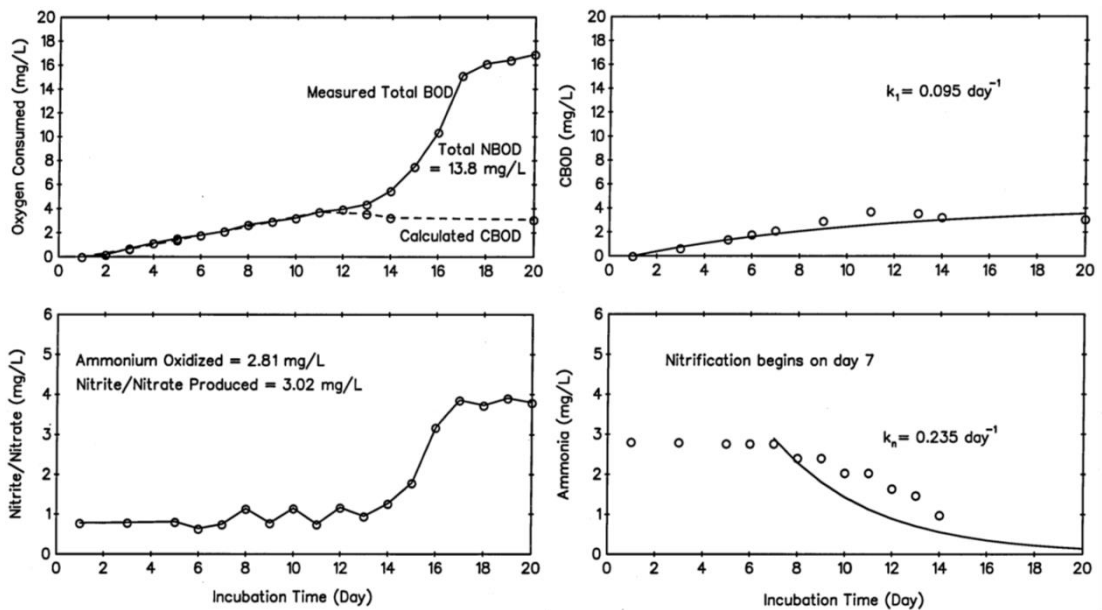 20
18
16
14
12
10
8
6
4
2
0
Oxygen Consumed (mg/L)
Measured Total BOD
Total NBOD
= 13.8 mg/L
Calculated CBOD
0 2 4 6 8 10 12 14 16 18 20
20
18
16
14
12
10
8
6
4
2
0
CBOD (mg/L)
k₁= 0.095 day⁻¹
0 2 4 6 8 10 12 14 16 18 20
6
5
4
3
2
1
0
Nitrite/Nitrate (mg/L)
Ammonium Oxidized = 2.81 mg/L
Nitrite/Nitrate Produced = 3.02 mg/L
0 2 4 6 8 10 12 14 16 18 20
Incubation Time (Day)
6
5
4
3
2
1
0
Ammonia (mg/L)
Nitrification begins on day 7
kₙ= 0.235 day⁻¹
0 2 4 6 8 10 12 14 16 18 20
Incubation Time (Day)